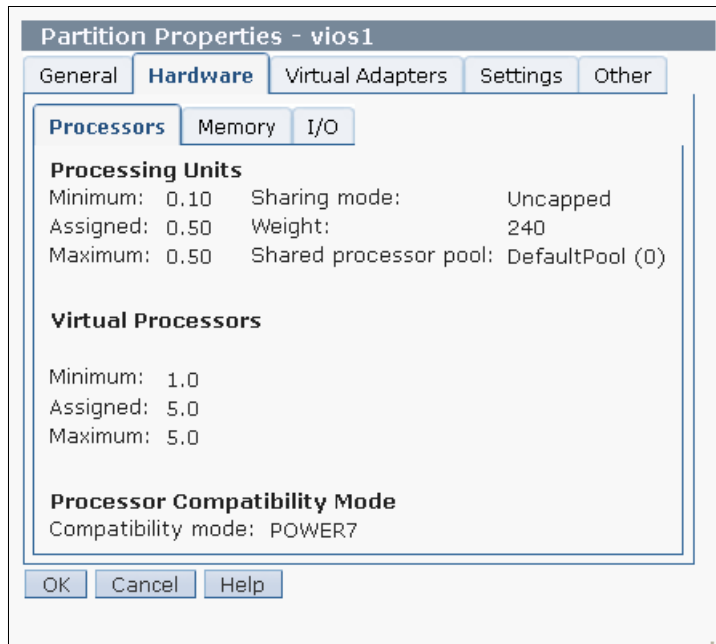 Partition Properties - vios1
General Hardware Virtual Adapters Settings Other
Processors Memory I/O
Processing Units
Minimum: 0.10 Sharing mode: Uncapped
Assigned: 0.50 Weight: 240
Maximum: 0.50 Shared processor pool: DefaultPool (0)
Virtual Processors
Minimum: 1.0
Assigned: 5.0
Maximum: 5.0
Processor Compatibility Mode
Compatibility mode: POWER7
OK Cancel Help